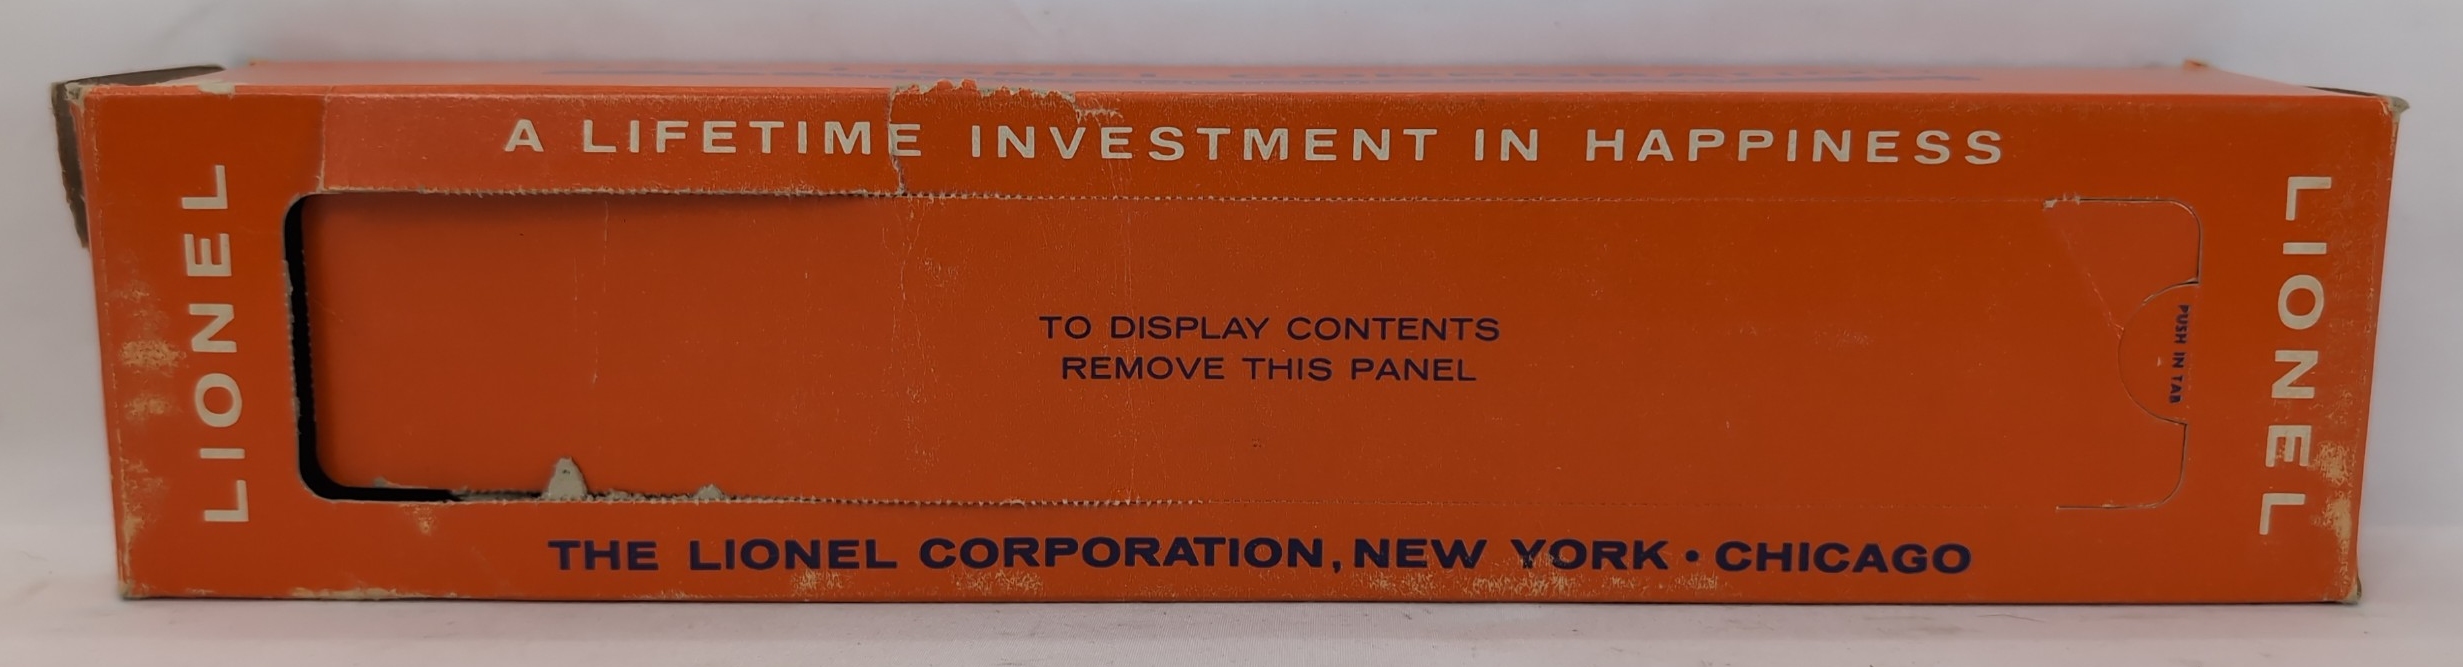 A LIFETIME INVESTMENT IN HAPPINESS
LIONEL
TO DISPLAY CONTENTS
REMOVE THIS PANEL
PUSH IN TAB
LIONEL
THE LIONEL CORPORATION, NEW YORK • CHICAGO